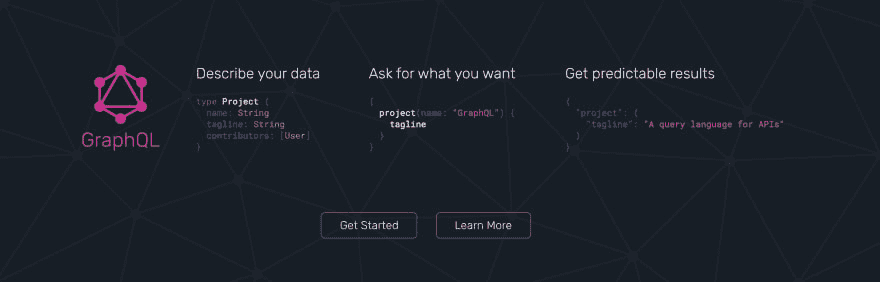 GraphQL
Describe your data
type Project {
name: String
tagline: String
contributors: [User]
}
Ask for what you want
{
project(name: "GraphQL") {
tagline
}
}
Get predictable results
{
"project": {
"tagline": "A query language for APIs"
}
}
Get Started
Learn More